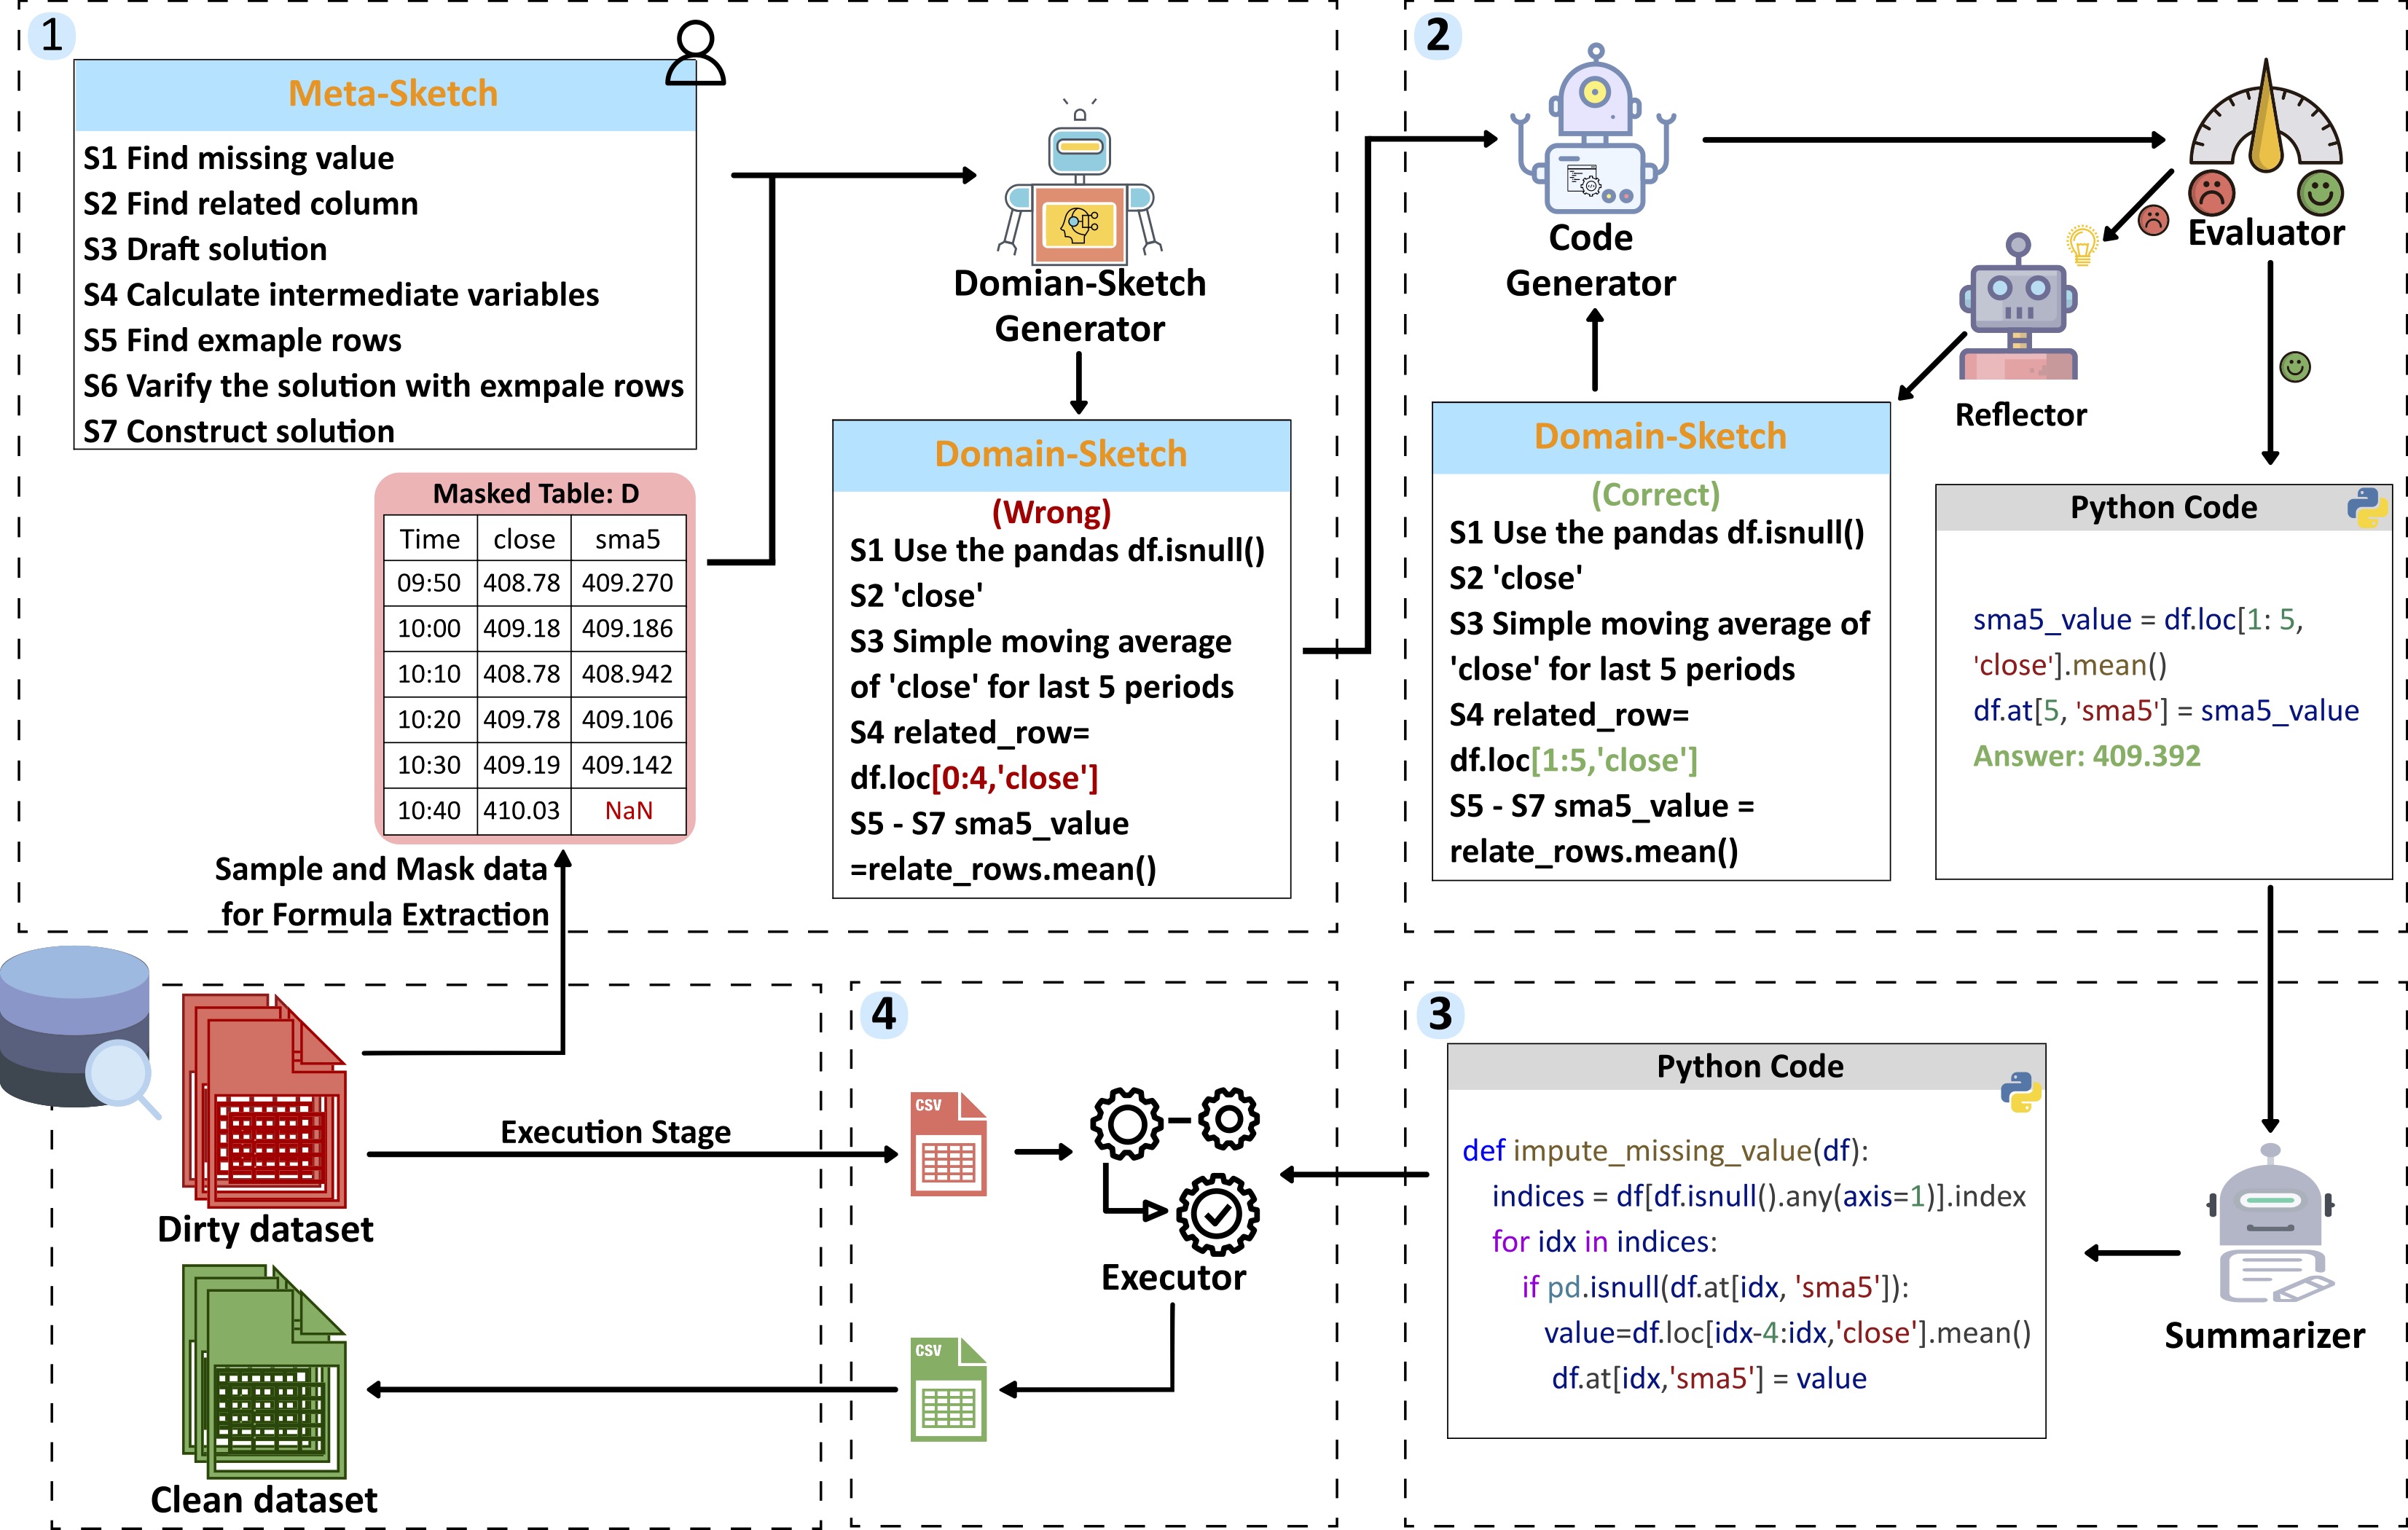 1
Meta-Sketch
S1 Find missing value
S2 Find related column
S3 Draft solution
S4 Calculate intermediate variables
S5 Find exmaple rows
S6 Varify the solution with exmpale rows
S7 Construct solution
Masked Table: D
Time close sma5
09:50 408.78 409.270
10:00 409.18 409.186
10:10 408.78 408.942
10:20 409.78 409.106
10:30 409.19 409.142
10:40 410.03 NaN
Sample and Mask data
for Formula Extraction
Domian-Sketch
Generator
Domain-Sketch
(Wrong)
S1 Use the pandas df.isnull()
S2 'close'
S3 Simple moving average
of 'close' for last 5 periods
S4 related_row=
df.loc[0:4,'close']
S5 - S7 sma5_value
=relate_rows.mean()
2
Code
Generator
Evaluator
Reflector
Domain-Sketch
(Correct)
S1 Use the pandas df.isnull()
S2 'close'
S3 Simple moving average of
'close' for last 5 periods
S4 related_row=
df.loc[1:5,'close']
S5 - S7 sma5_value =
relate_rows.mean()
Python Code
sma5_value = df.loc[1: 5,
'close'].mean()
df.at[5, 'sma5'] = sma5_value
Answer: 409.392
3
Python Code
def impute_missing_value(df):
indices = df[df.isnull().any(axis=1)].index
for idx in indices:
if pd.isnull(df.at[idx, 'sma5']):
value=df.loc[idx-4:idx,'close'].mean()
df.at[idx,'sma5'] = value
Summarizer
4
CSV
Executor
CSV
Execution Stage
Dirty dataset
Clean dataset